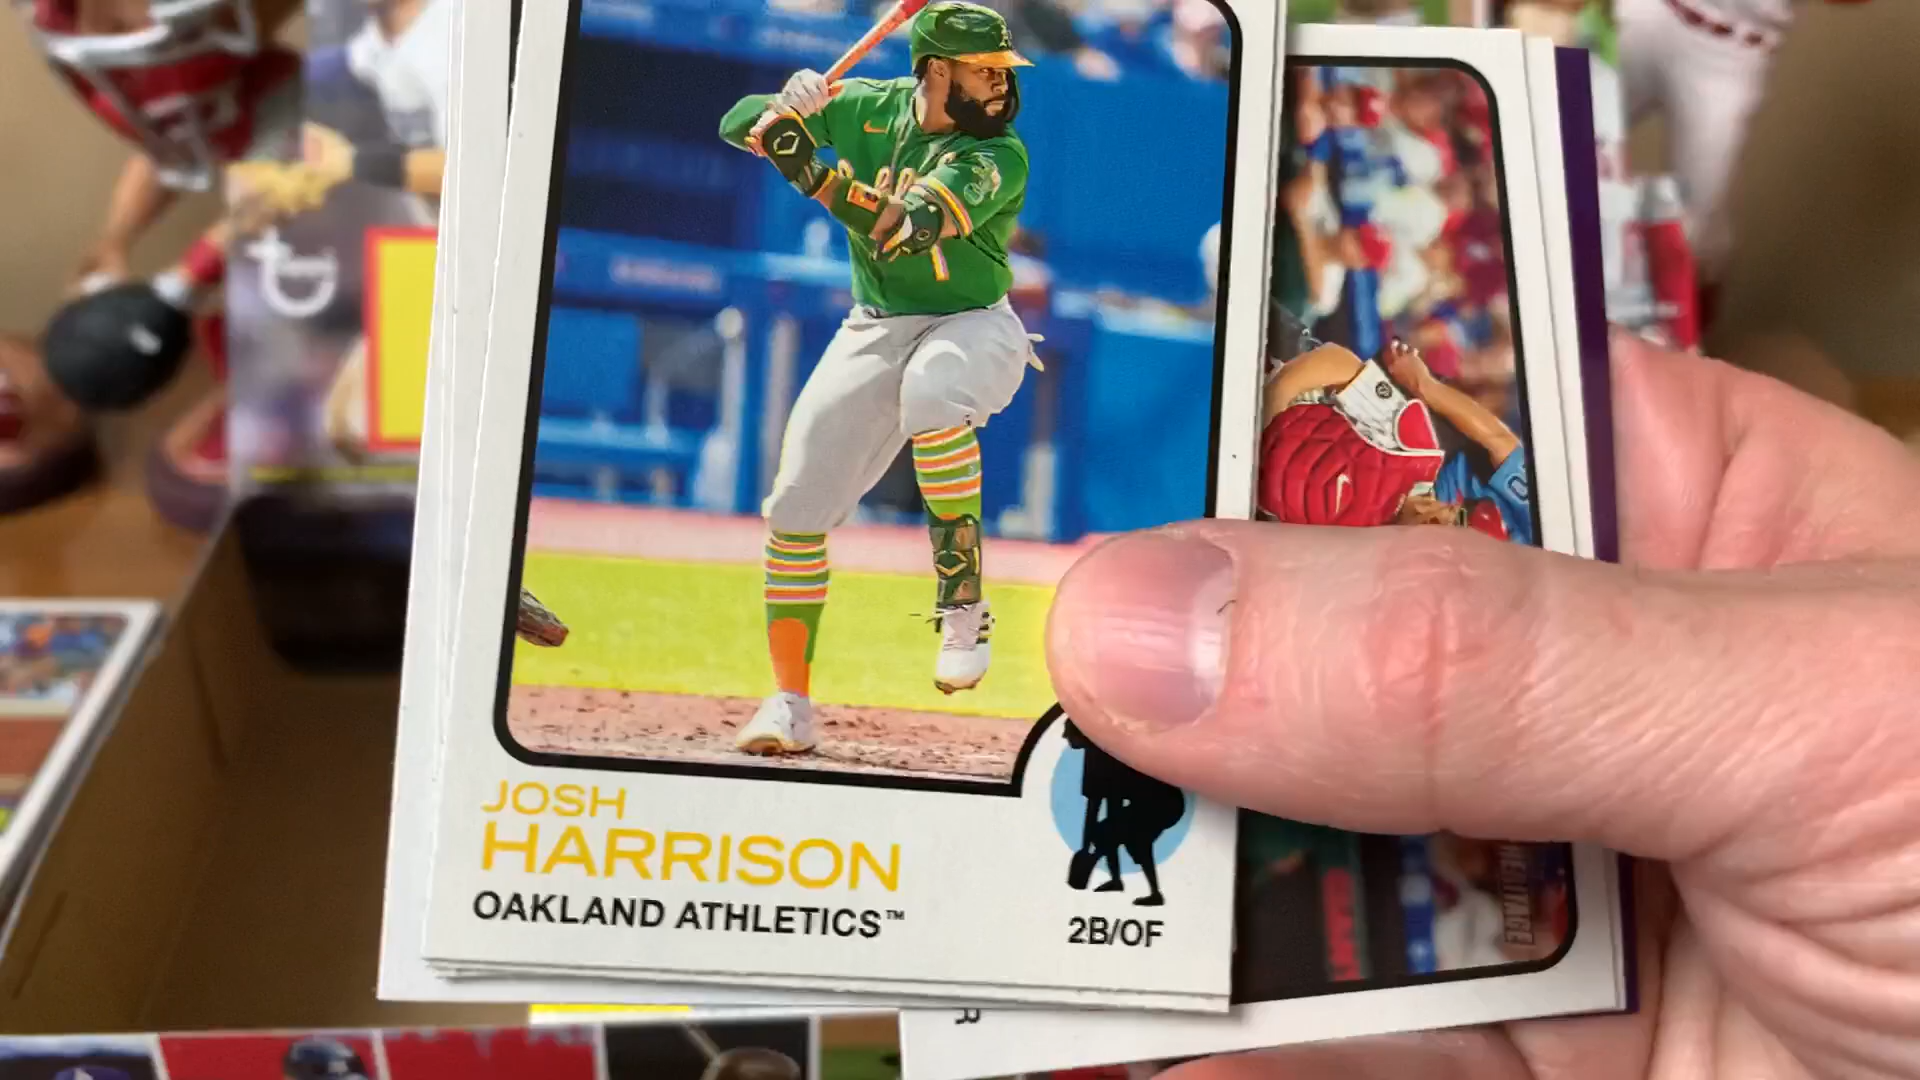 JOSH
HARRISON
OAKLAND ATHLETICS™
2B/OF
HERITAGE